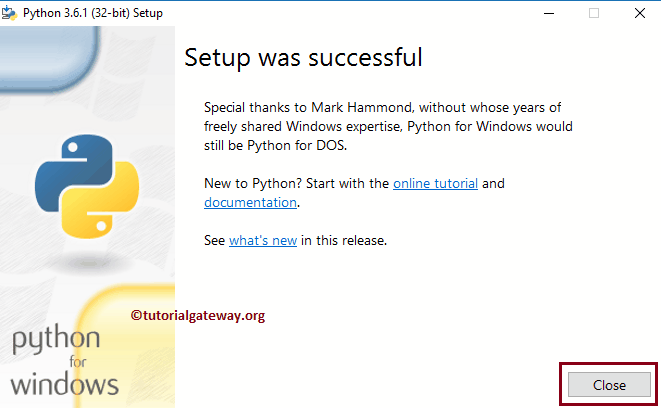 Python 3.6.1 (32-bit) Setup
Setup was successful
Special thanks to Mark Hammond, without whose years of
freely shared Windows expertise, Python for Windows would
still be Python for DOS.
New to Python? Start with the online tutorial and
documentation.
See what's new in this release.
©tutorialgateway.org
python
for
windows
Close